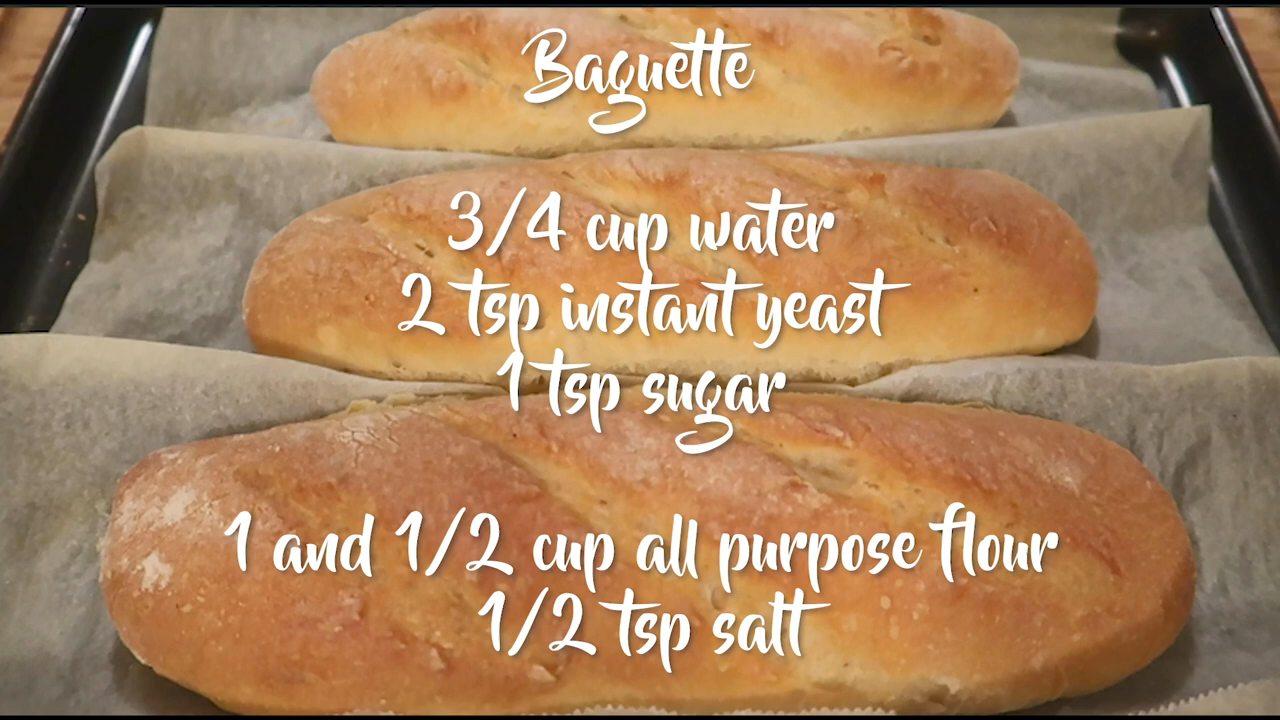 Baguette
3/4 cup water
2 tsp instant yeast
1 tsp sugar
1 and 1/2 cup all purpose flour
1/2 tsp salt